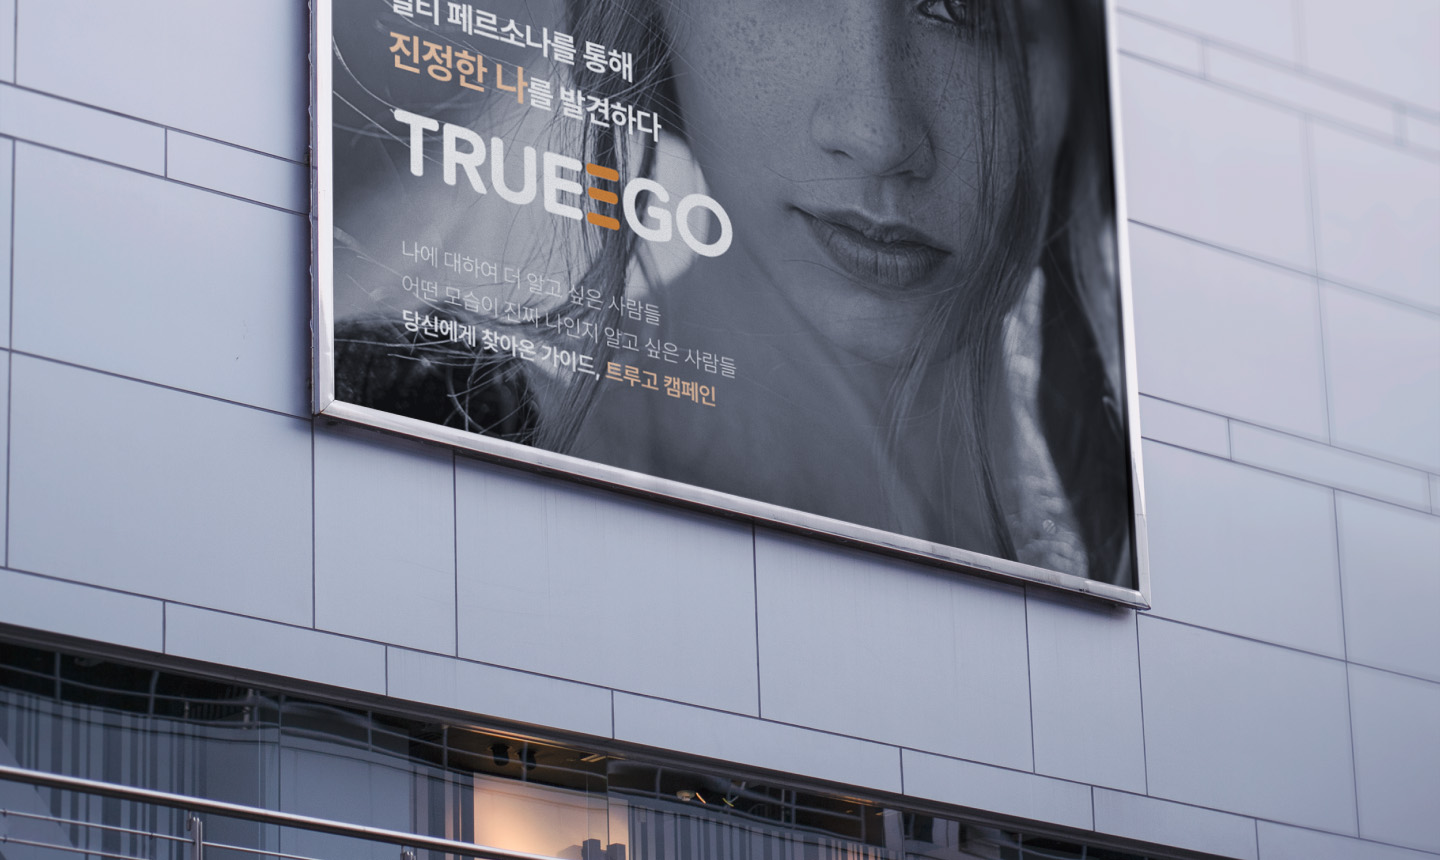 멀티 페르소나를 통해
진정한 나를 발견하다
TRUEEGO
나에 대하여 더 알고 싶은 사람들
어떤 모습이 진짜 나인지 알고 싶은 사람들
당신에게 찾아온 가이드, 트루고 캠페인